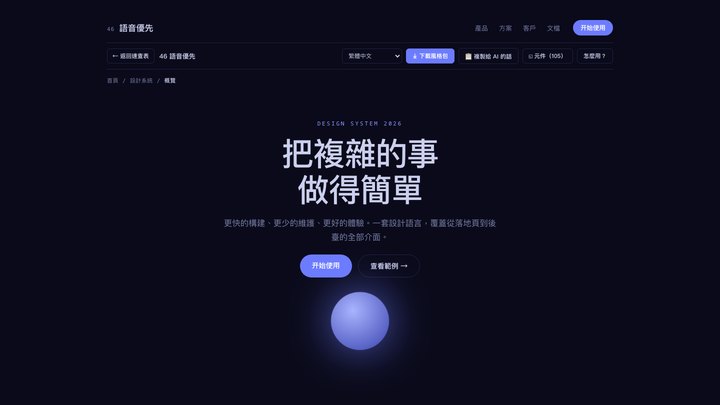 46 語音優先
產品 方案 客戶 文檔 开始使用
← 返回速查表 46 語音優先 繁體中文 ⤓ 下載風格包 📋 複製給 AI 的話 ⌑ 元件（105） 怎麼用？
首頁 / 設計系統 / 概覽
DESIGN SYSTEM 2026
把複雜的事
做得簡單
更快的構建、更少的維護、更好的體驗。一套設計語言，覆蓋從落地頁到後
臺的全部介面。
开始使用 查看範例 →